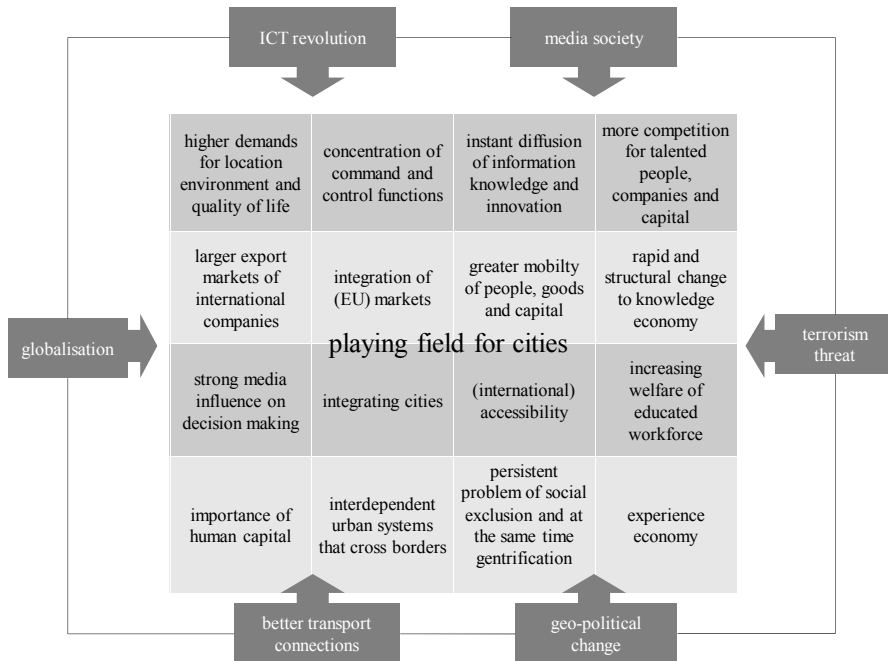 ICT revolution
media society
higher demands
for location
environment and
quality of life
concentration of
command and
control functions
instant diffusion
of information
knowledge and
innovation
more competition
for talented
people,
companies and
capital
larger export
markets of
international
companies
integration of
(EU) markets
greater mobilty
of people, goods
and capital
rapid and
structural change
to knowledge
economy
globalisation
playing field for cities
terrorism
threat
strong media
influence on
decision making
integrating cities
(international)
accessibility
increasing
welfare of
educated
workforce
importance of
human capital
interdependent
urban systems
that cross borders
persistent
problem of social
exclusion and at
the same time
gentrification
experience
economy
better transport
connections
geo-political
change